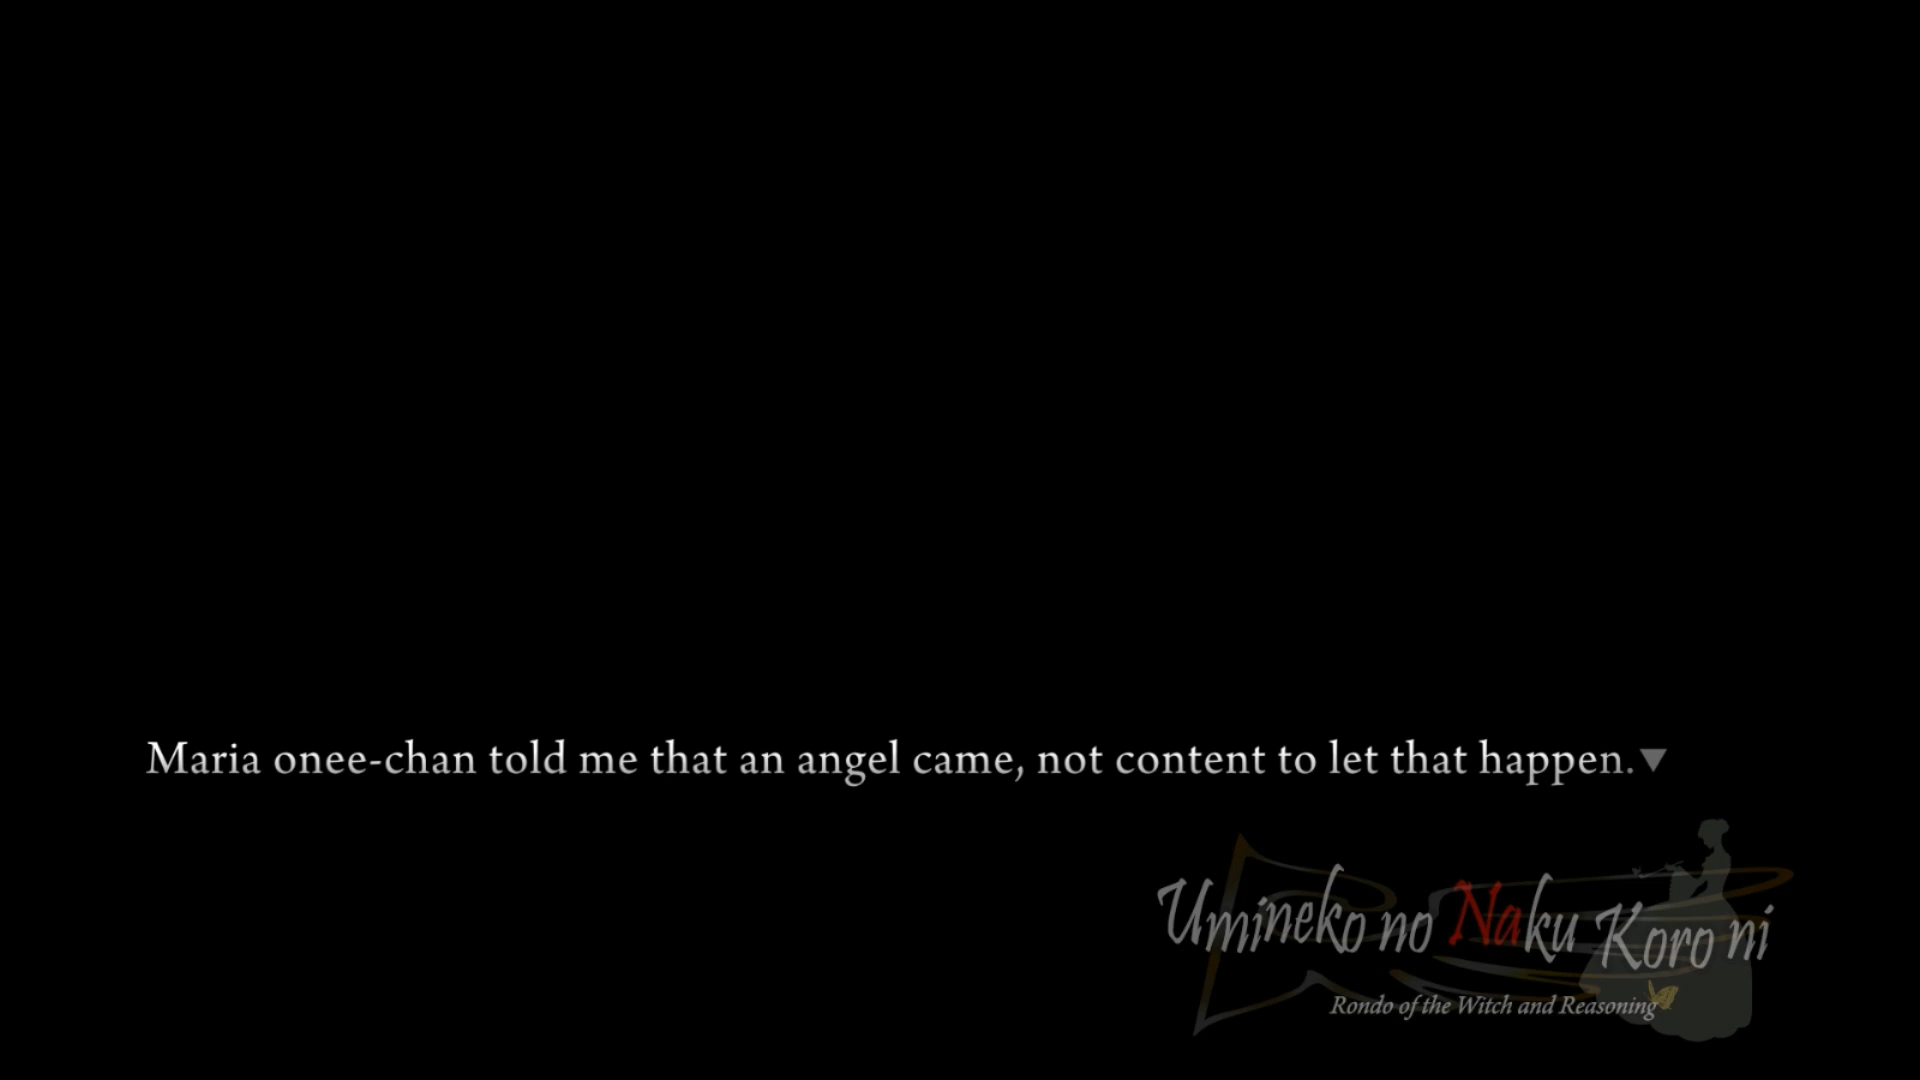 Maria onee-chan told me that an angel came, not content to let that happen.
Umineko no Naku Koro ni
Rondo of the Witch and Reasoning